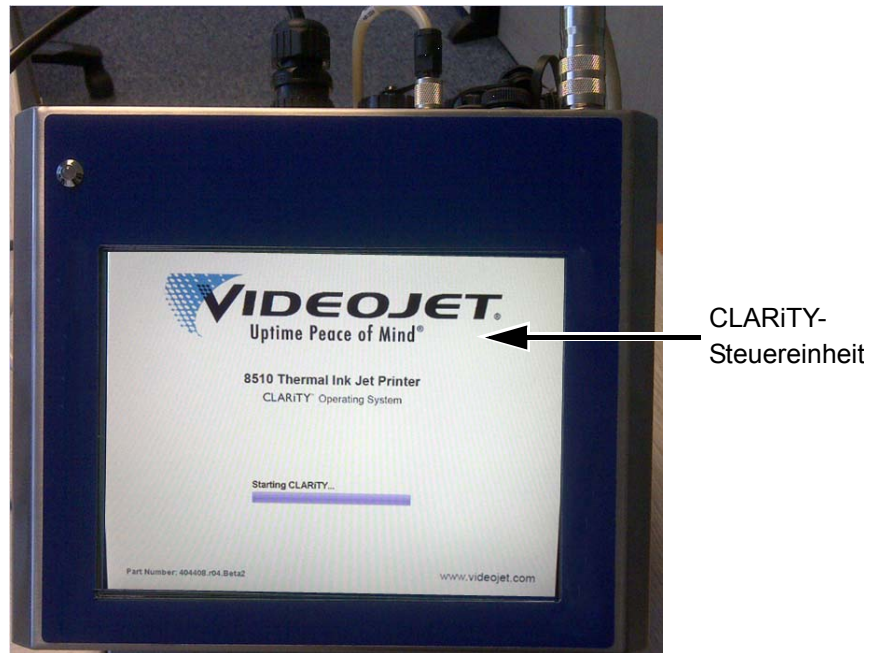 VIDEOJET®
Uptime Peace of Mind®
8510 Thermal Ink Jet Printer
CLARiTY™ Operating System
Starting CLARiTY...
Part Number: 404408.r04.Beta2
www.videojet.com
CLARiTY-
Steuereinheit